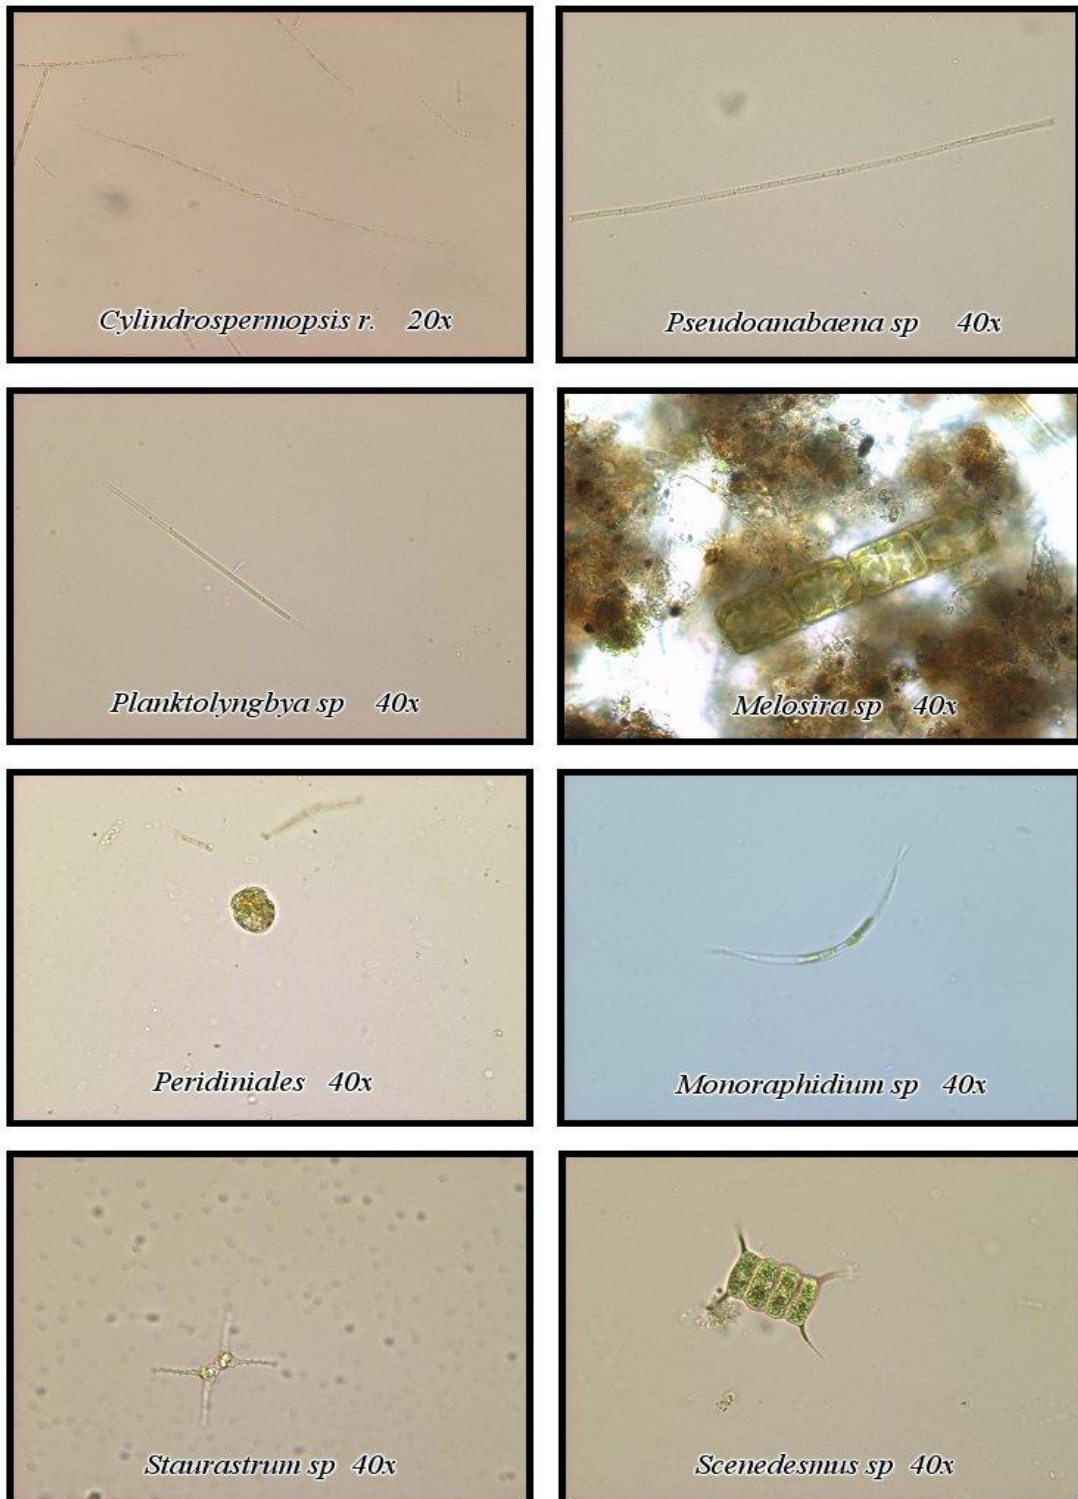 Cylindrospermopsis r. 20x
Pseudoanabaena sp 40x
Planktolyngbya sp 40x
Melosira sp 40x
Peridiniales 40x
Monoraphidium sp 40x
Staurastrum sp 40x
Scenedesmus sp 40x